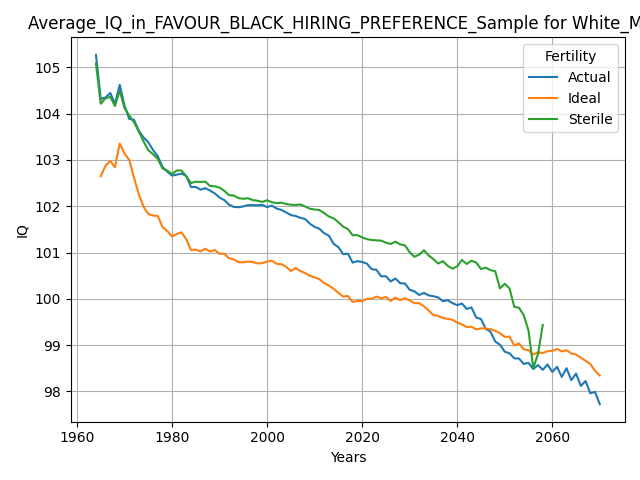 Average_IQ_in_FAVOUR_BLACK_HIRING_PREFERENCE_Sample for White_M
Fertility
Actual
Ideal
Sterile
105
104
103
102
101
100
99
98
IQ
1960
1980
2000
2020
2040
2060
Years